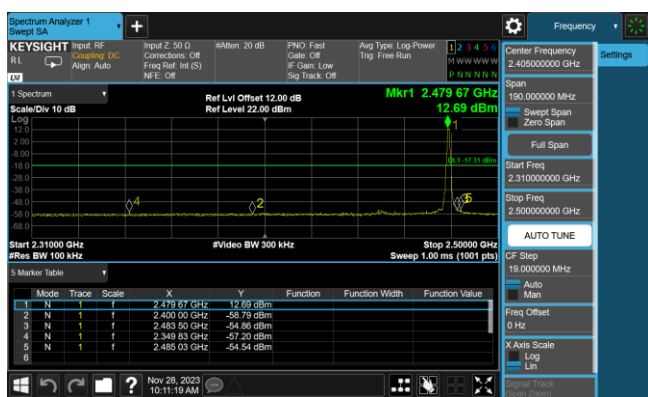 Spectrum Analyzer 1
Swept SA
+
Frequency
KEYSIGHT
RL
LXI
Input: RF
Coupling: DC
Align: Auto
Input Z: 50 Ω
Corrections: Off
Freq Ref: Int (S)
NFE: Off
#Atten: 20 dB
PNO: Fast
Gate: Off
IF Gain: Low
Sig Track: Off
Avg Type: Log-Power
Trig: Free Run
1 2 3 4 5 6
M W W W W W
P N N N N N
1 Spectrum
Scale/Div 10 dB
Ref Lvl Offset 12.00 dB
Ref Level 22.00 dBm
Mkr1 2.479 67 GHz
12.69 dBm
Log
12.0
2.00
-8.00
-18.0
-28.0
-38.0
-48.0
-58.0
-68.0
1
DL1 -17.31 dBm
4
2
3
5
Start 2.31000 GHz
#Res BW 100 kHz
#Video BW 300 kHz
Stop 2.50000 GHz
Sweep 1.00 ms (1001 pts)
5 Marker Table
Mode Trace Scale X Y Function Function Width Function Value
1 N 1 f 2.479 67 GHz 12.69 dBm
2 N 1 f 2.400 00 GHz -58.79 dBm
3 N 1 f 2.483 50 GHz -54.86 dBm
4 N 1 f 2.349 83 GHz -57.20 dBm
5 N 1 f 2.485 03 GHz -54.54 dBm
6
?
Nov 28, 2023
10:11:19 AM
Center Frequency
2.405000000 GHz
Span
190.000000 MHz
Swept Span
Zero Span
Full Span
Start Freq
2.310000000 GHz
Stop Freq
2.500000000 GHz
AUTO TUNE
CF Step
19.000000 MHz
Auto
Man
Freq Offset
0 Hz
X Axis Scale
Log
Lin
Signal Track
(Span Zoom)
Settings